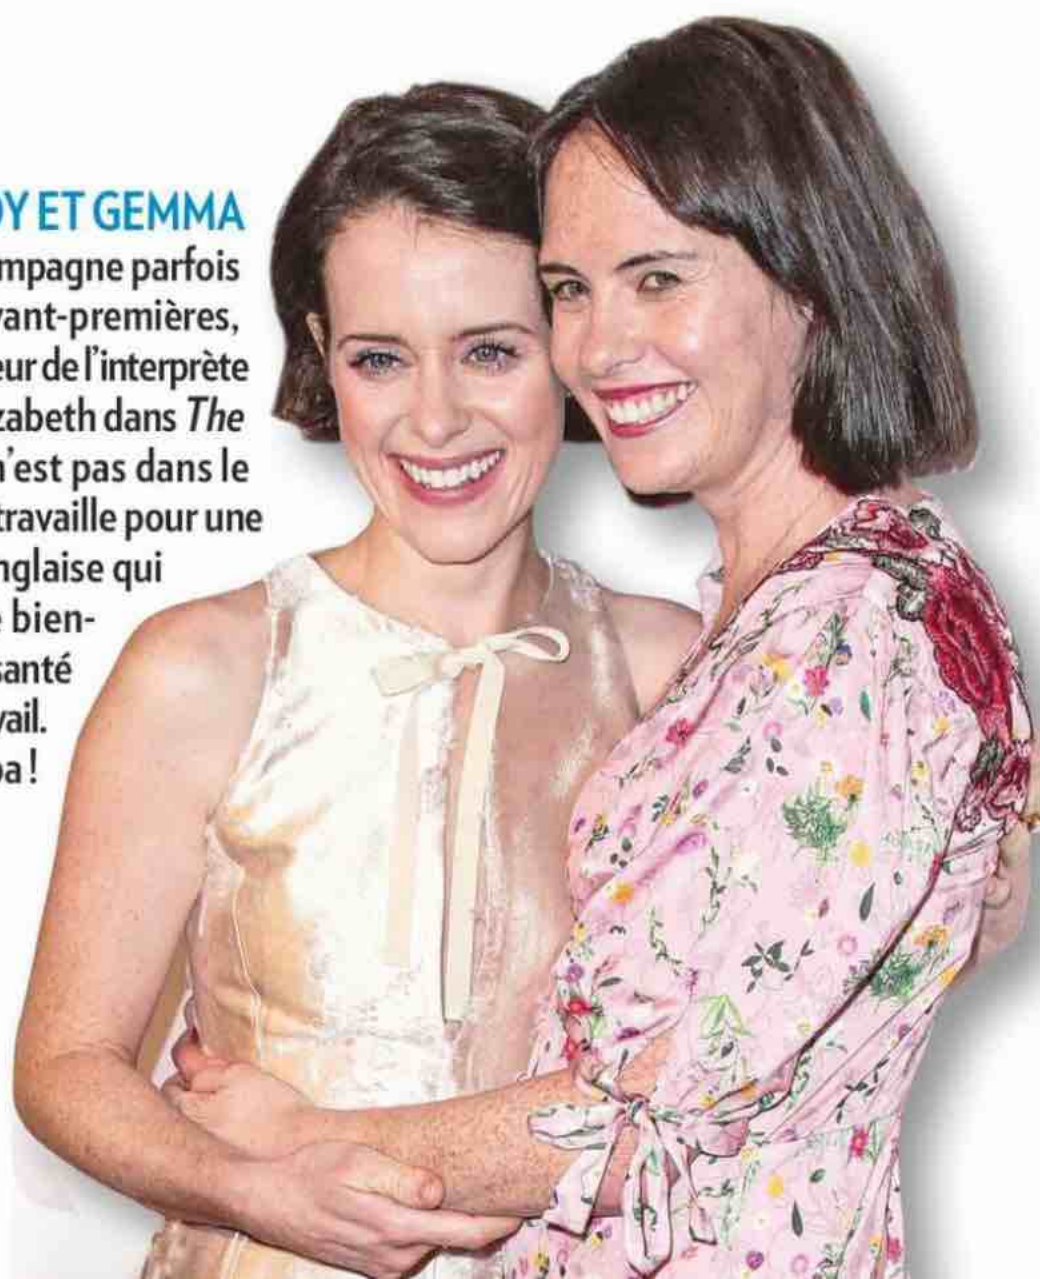 OY ET GEMMA
mpagne parfois
vant-premières,
eur de l'interprète
zabeth dans The
n'est pas dans le
travaille pour une
nglaise qui
e bien-
santé
vail.
pa !